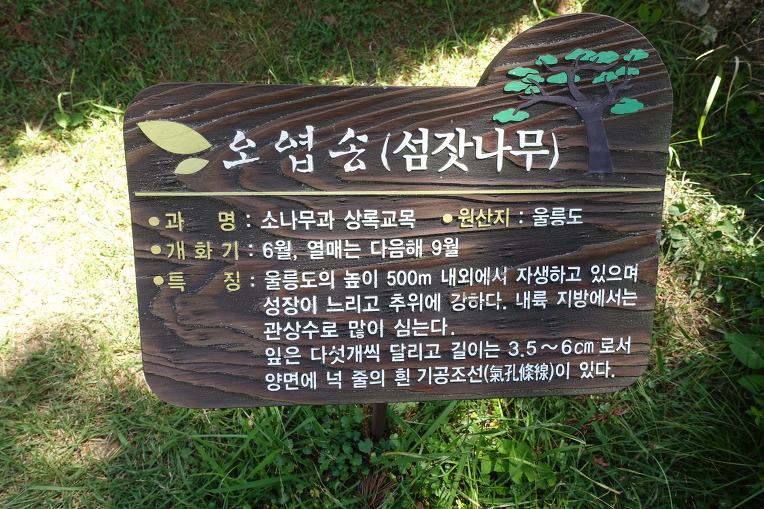 오엽송(섬잣나무)
●과 명 : 소나무과 상록교목 ●원산지 : 울릉도
●개화기 : 6월, 열매는 다음해 9월
●특 징 : 울릉도의 높이 500m 내외에서 자생하고 있으며
성장이 느리고 추위에 강하다. 내륙 지방에서는
관상수로 많이 심는다.
잎은 다섯개씩 달리고 길이는 3.5～6㎝로서
양면에 넉 줄의 흰 기공조선(氣孔條線)이 있다.